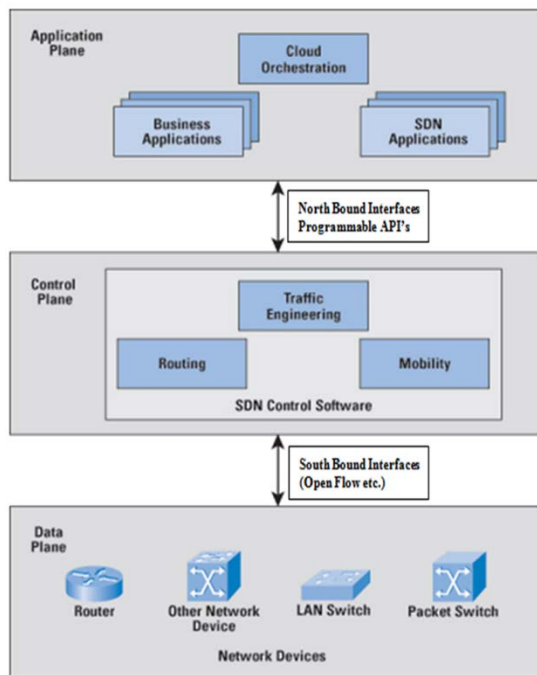 Application
Plane
Cloud
Orchestration
Business
Applications
SDN
Applications
North Bound Interfaces
Programmable API's
Control
Plane
Traffic
Engineering
Routing
Mobility
SDN Control Software
South Bound Interfaces
(Open Flow etc.)
Data
Plane
Router
Other Network
Device
LAN Switch
Packet Switch
Network Devices